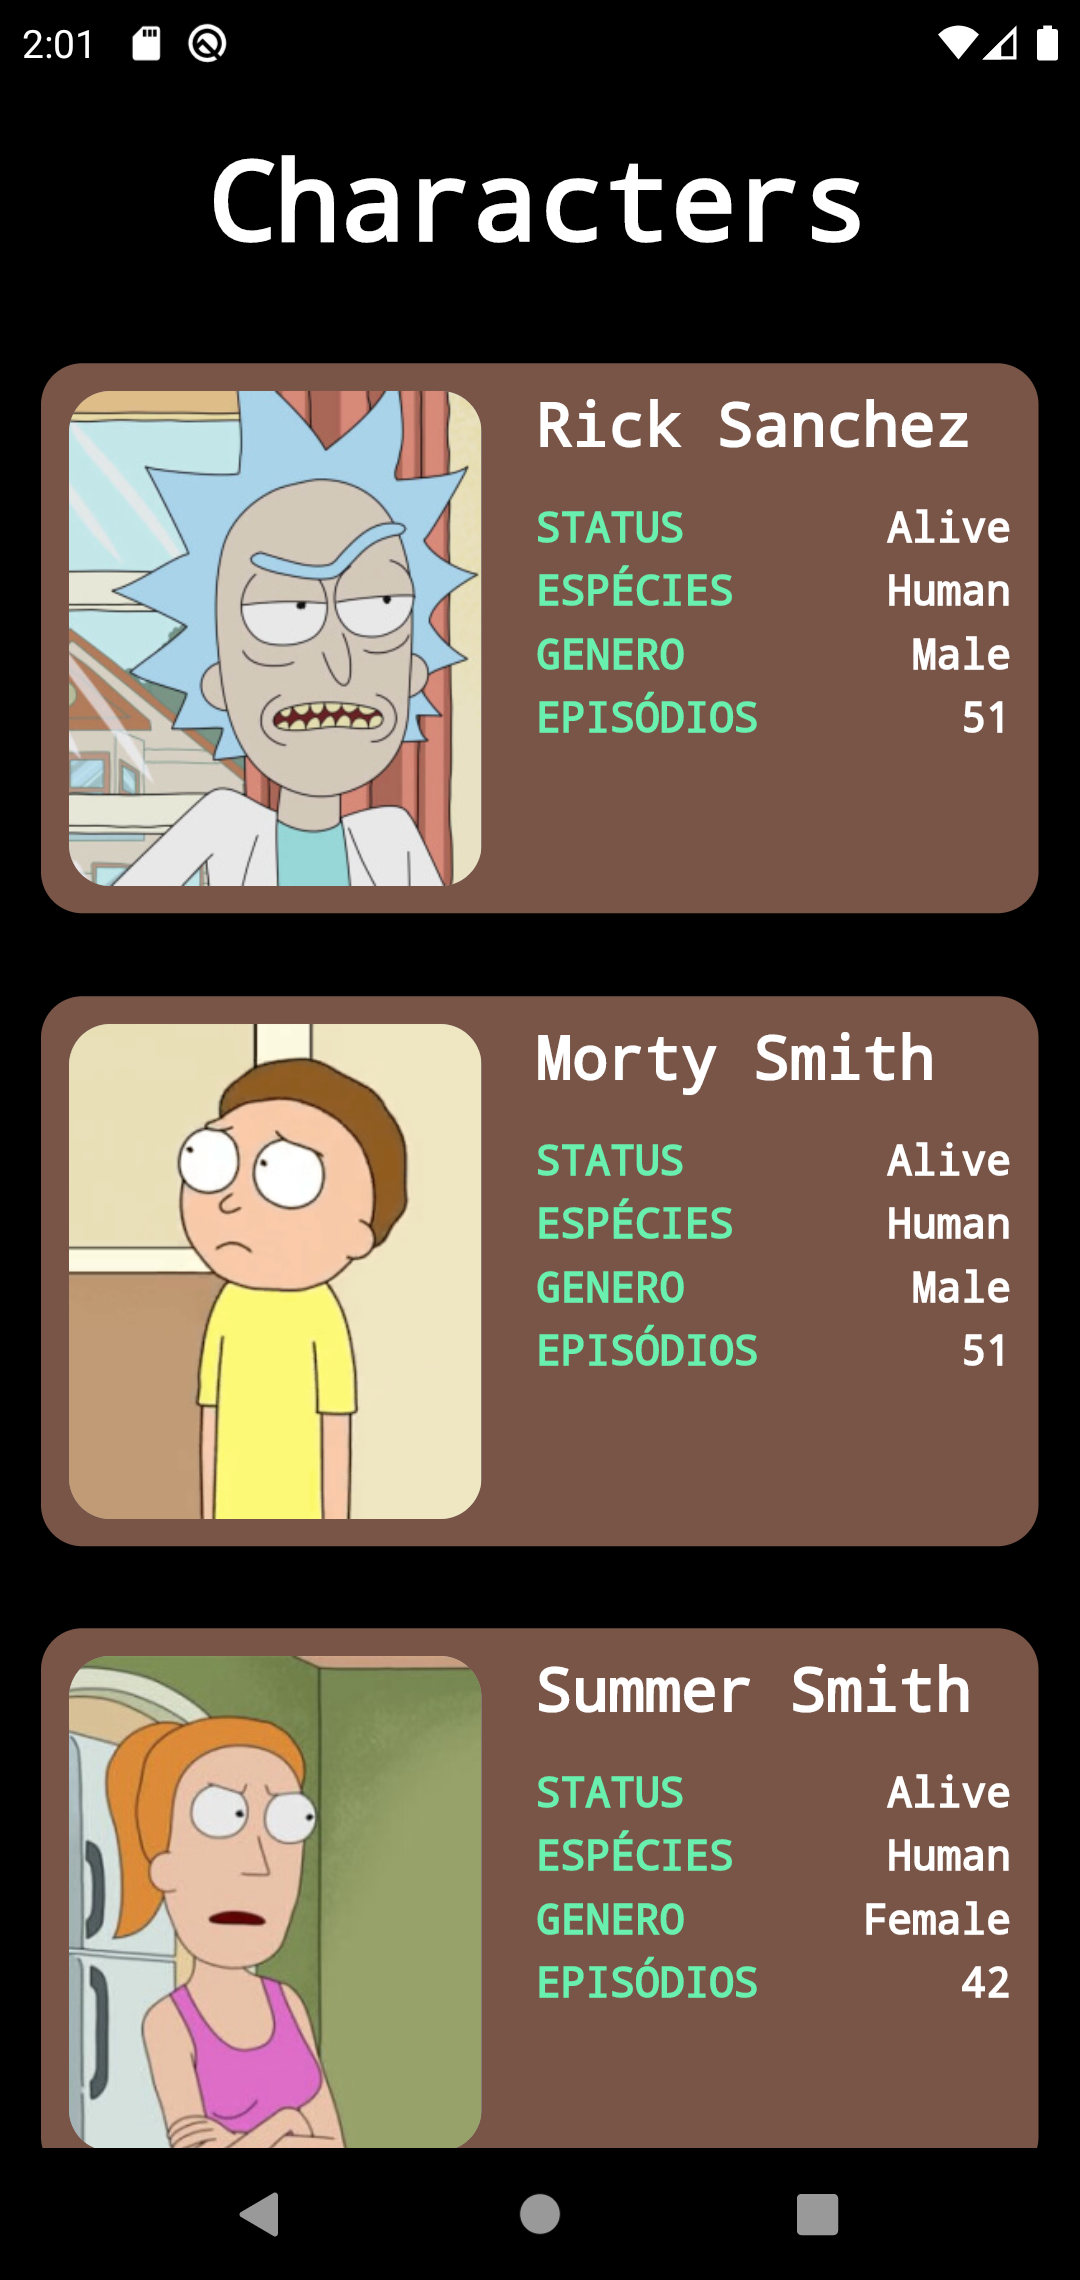 2:01
Characters
Rick Sanchez
STATUS Alive
ESPÉCIES Human
GENERO Male
EPISÓDIOS 51
Morty Smith
STATUS Alive
ESPÉCIES Human
GENERO Male
EPISÓDIOS 51
Summer Smith
STATUS Alive
ESPÉCIES Human
GENERO Female
EPISÓDIOS 42